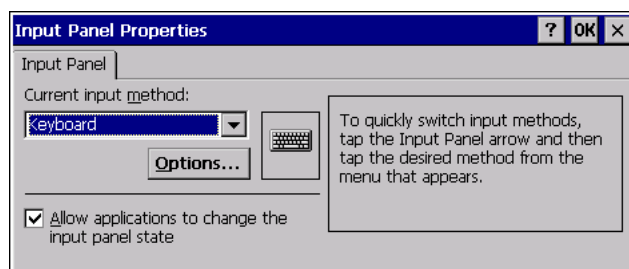 Input Panel Properties ? OK ×
Input Panel
Current input method:
Keyboard
Options...
To quickly switch input methods,
tap the Input Panel arrow and then
tap the desired method from the
menu that appears.
Allow applications to change the
input panel state